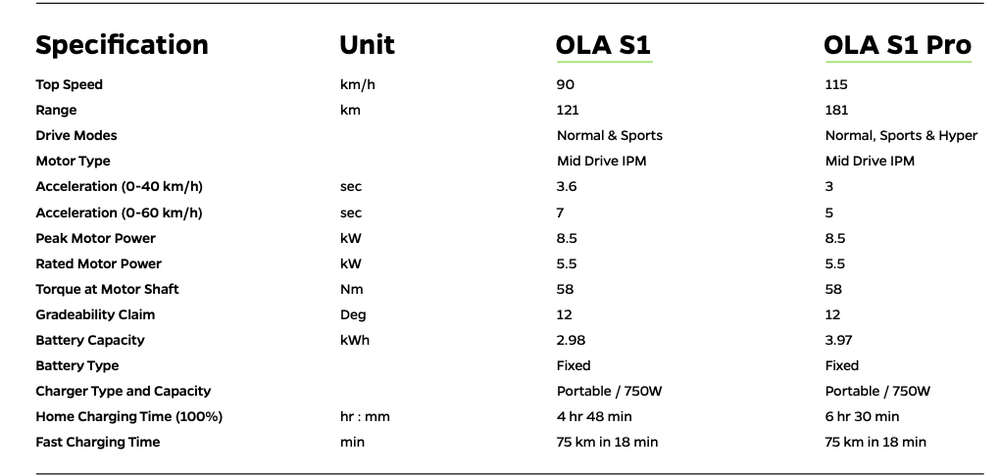 Specification Unit OLA S1 OLA S1 Pro
Top Speed km/h 90 115
Range km 121 181
Drive Modes Normal & Sports Normal, Sports & Hyper
Motor Type Mid Drive IPM Mid Drive IPM
Acceleration (0-40 km/h) sec 3.6 3
Acceleration (0-60 km/h) sec 7 5
Peak Motor Power kW 8.5 8.5
Rated Motor Power kW 5.5 5.5
Torque at Motor Shaft Nm 58 58
Gradeability Claim Deg 12 12
Battery Capacity kWh 2.98 3.97
Battery Type Fixed Fixed
Charger Type and Capacity Portable / 750W Portable / 750W
Home Charging Time (100%) hr : mm 4 hr 48 min 6 hr 30 min
Fast Charging Time min 75 km in 18 min 75 km in 18 min